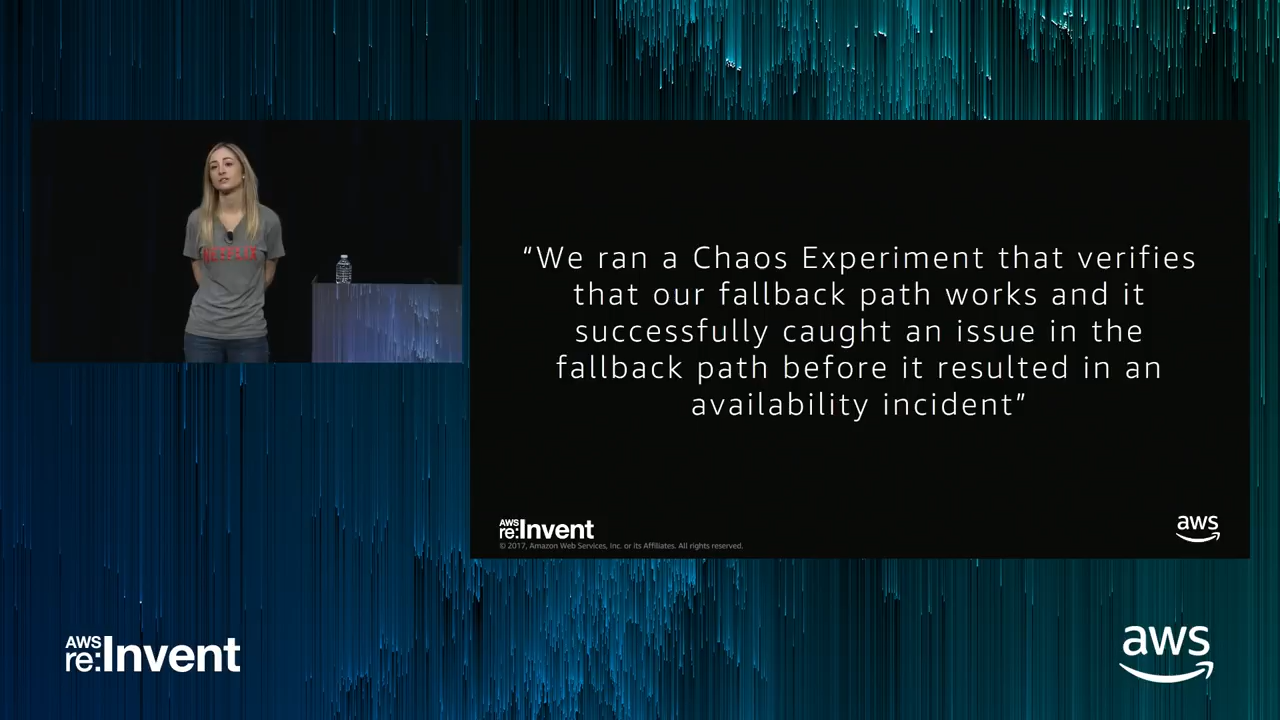 NETFLIX
“We ran a Chaos Experiment that verifies
that our fallback path works and it
successfully caught an issue in the
fallback path before it resulted in an
availability incident”
AWS
re:Invent
© 2017, Amazon Web Services, Inc. or its Affiliates. All rights reserved.
aws
AWS
re:Invent
aws